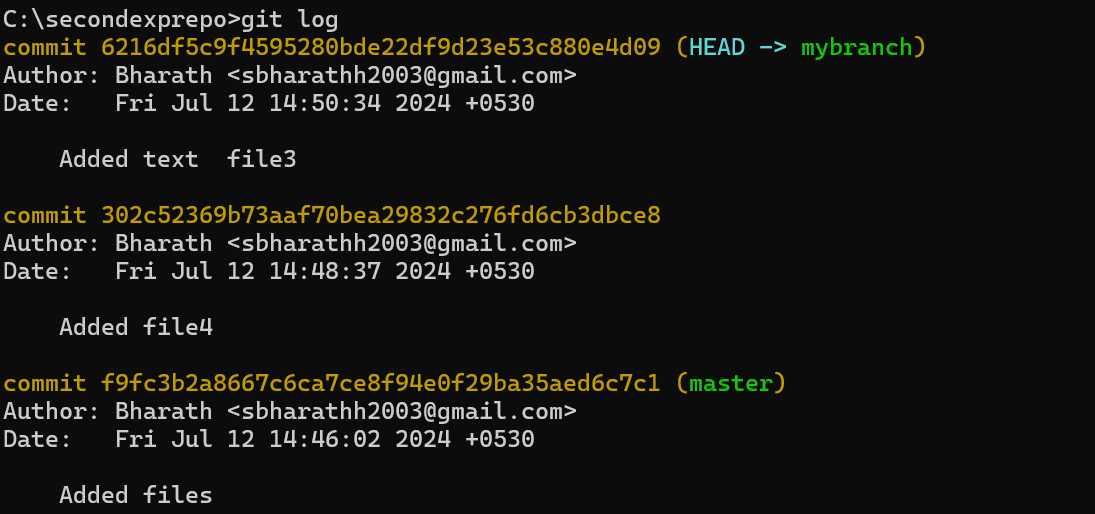 C:\secondexprepo>git log
commit 6216df5c9f4595280bde22df9d23e53c880e4d09 (HEAD -> mybranch)
Author: Bharath <sbharathh2003@gmail.com>
Date:   Fri Jul 12 14:50:34 2024 +0530

    Added text  file3

commit 302c52369b73aaf70bea29832c276fd6cb3dbce8
Author: Bharath <sbharathh2003@gmail.com>
Date:   Fri Jul 12 14:48:37 2024 +0530

    Added file4

commit f9fc3b2a8667c6ca7ce8f94e0f29ba35aed6c7c1 (master)
Author: Bharath <sbharathh2003@gmail.com>
Date:   Fri Jul 12 14:46:02 2024 +0530

    Added files